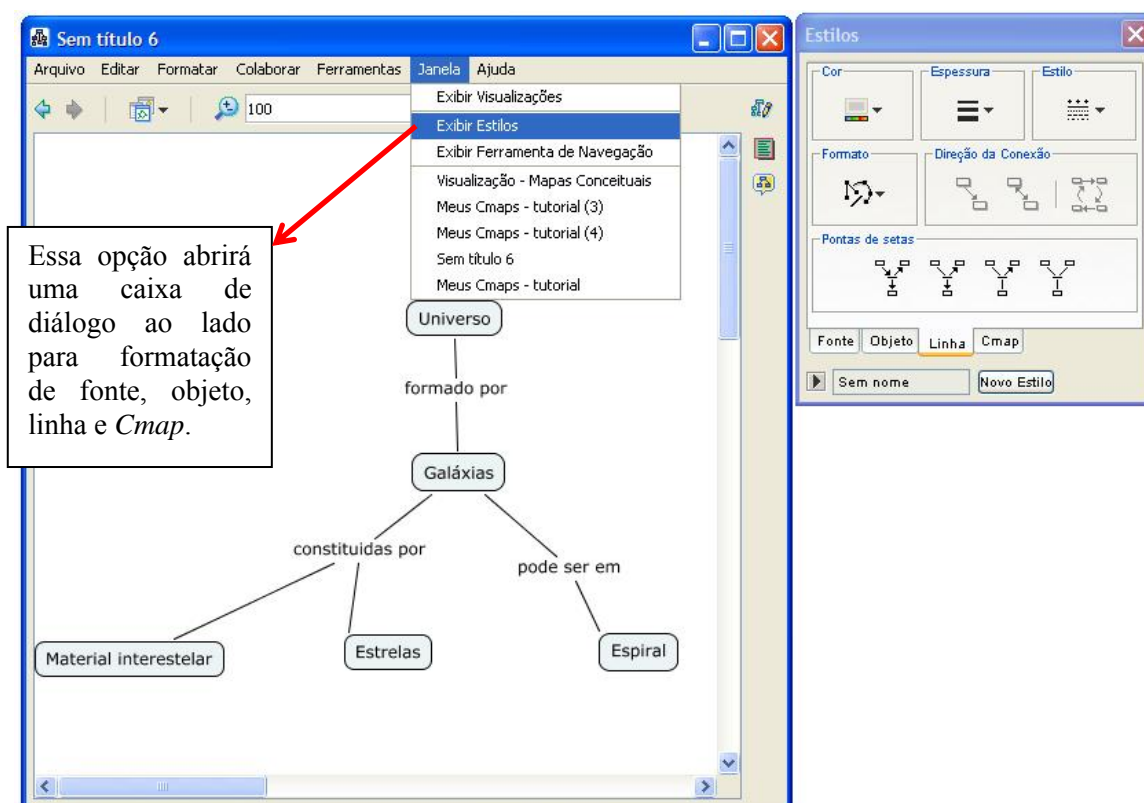 Sem título 6
Arquivo Editar Formatar Colaborar Ferramentas Janela Ajuda
100
Exibir Visualizações
Exibir Estilos
Exibir Ferramenta de Navegação
Visualização - Mapas Conceituais
Meus Cmaps - tutorial (3)
Meus Cmaps - tutorial (4)
Sem título 6
Meus Cmaps - tutorial
Essa opção abrirá
uma caixa de
diálogo ao lado
para formatação
de fonte, objeto,
linha e Cmap.
Universo
formado por
Galáxias
constituidas por
pode ser em
Material interestelar
Estrelas
Espiral
Estilos
Cor Espessura Estilo
Formato Direção da Conexão
Pontas de setas
Fonte Objeto Linha Cmap
Sem nome Novo Estilo